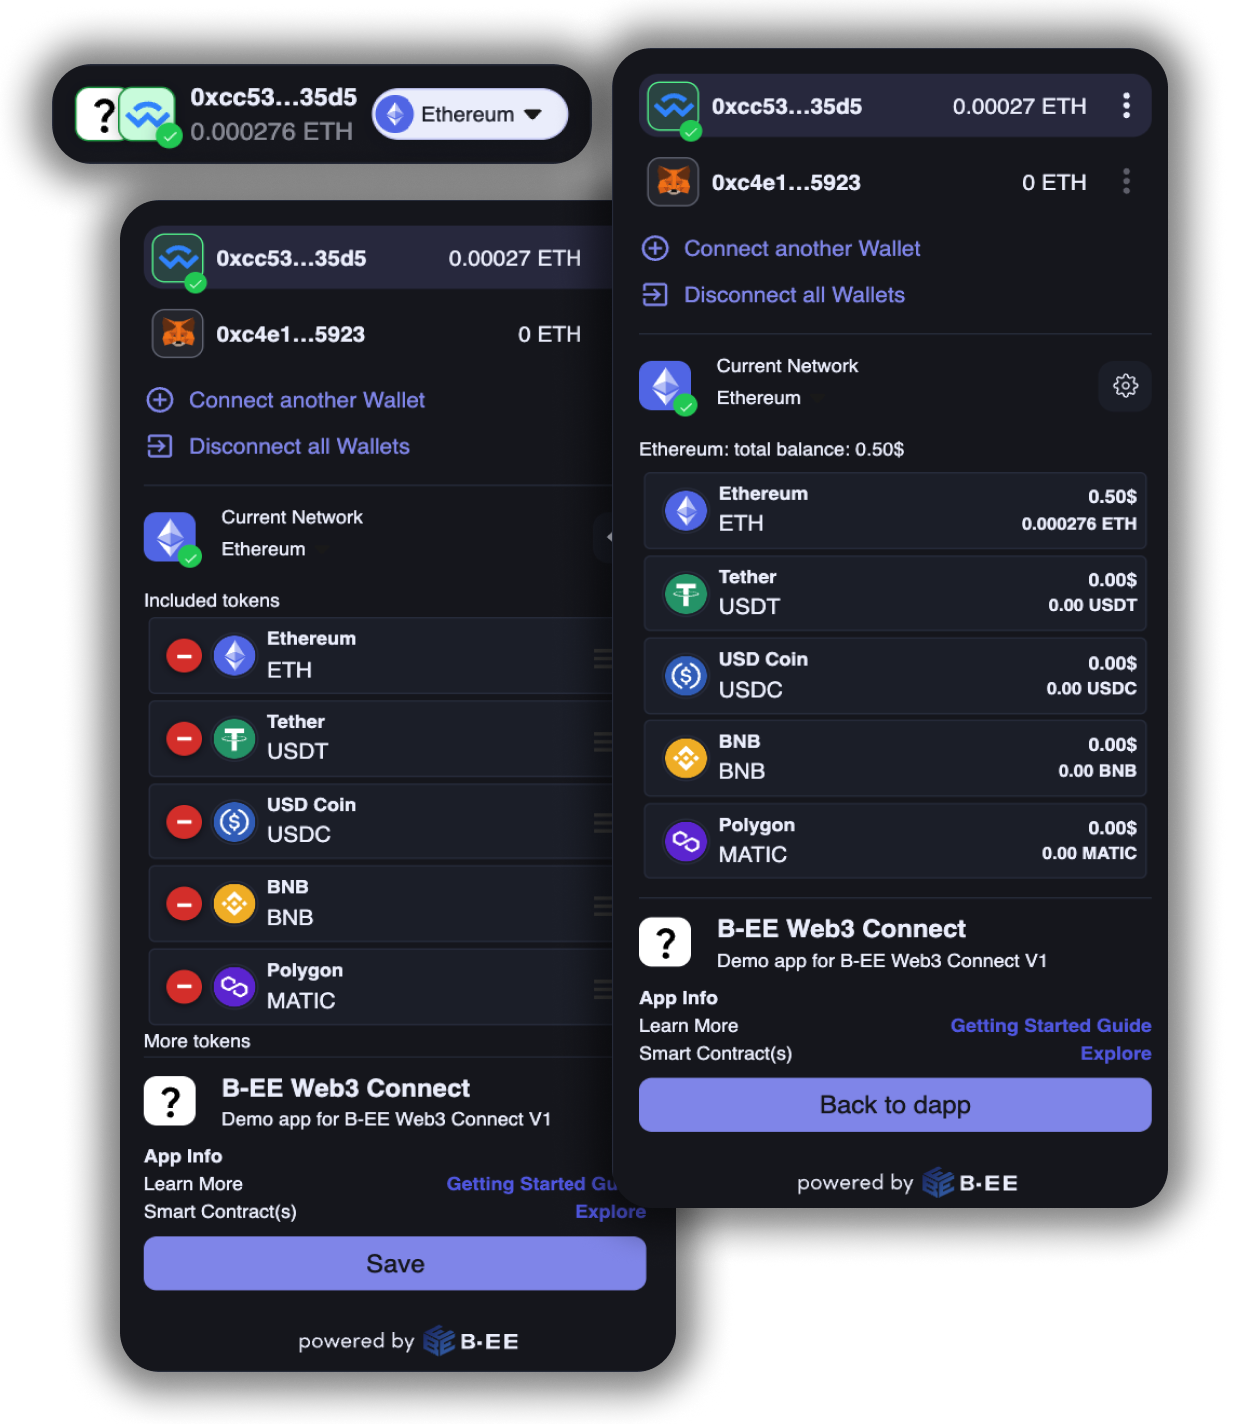 ?
0xcc53...35d5
0.000276 ETH
Ethereum
0xcc53...35d5 0.00027 ETH
0xc4e1...5923 0 ETH
Connect another Wallet
Disconnect all Wallets
Current Network
Ethereum
Included tokens
Ethereum
ETH
Tether
USDT
USD Coin
USDC
BNB
BNB
Polygon
MATIC
More tokens
?
B-EE Web3 Connect
Demo app for B-EE Web3 Connect V1
App Info
Learn More Getting Started Gu
Smart Contract(s) Explore
Save
powered by B-EE
0xcc53...35d5 0.00027 ETH
0xc4e1...5923 0 ETH
Connect another Wallet
Disconnect all Wallets
Current Network
Ethereum
Ethereum: total balance: 0.50$
Ethereum 0.50$
ETH 0.000276 ETH
Tether 0.00$
USDT 0.00 USDT
USD Coin 0.00$
USDC 0.00 USDC
BNB 0.00$
BNB 0.00 BNB
Polygon 0.00$
MATIC 0.00 MATIC
?
B-EE Web3 Connect
Demo app for B-EE Web3 Connect V1
App Info
Learn More Getting Started Guide
Smart Contract(s) Explore
Back to dapp
powered by B-EE